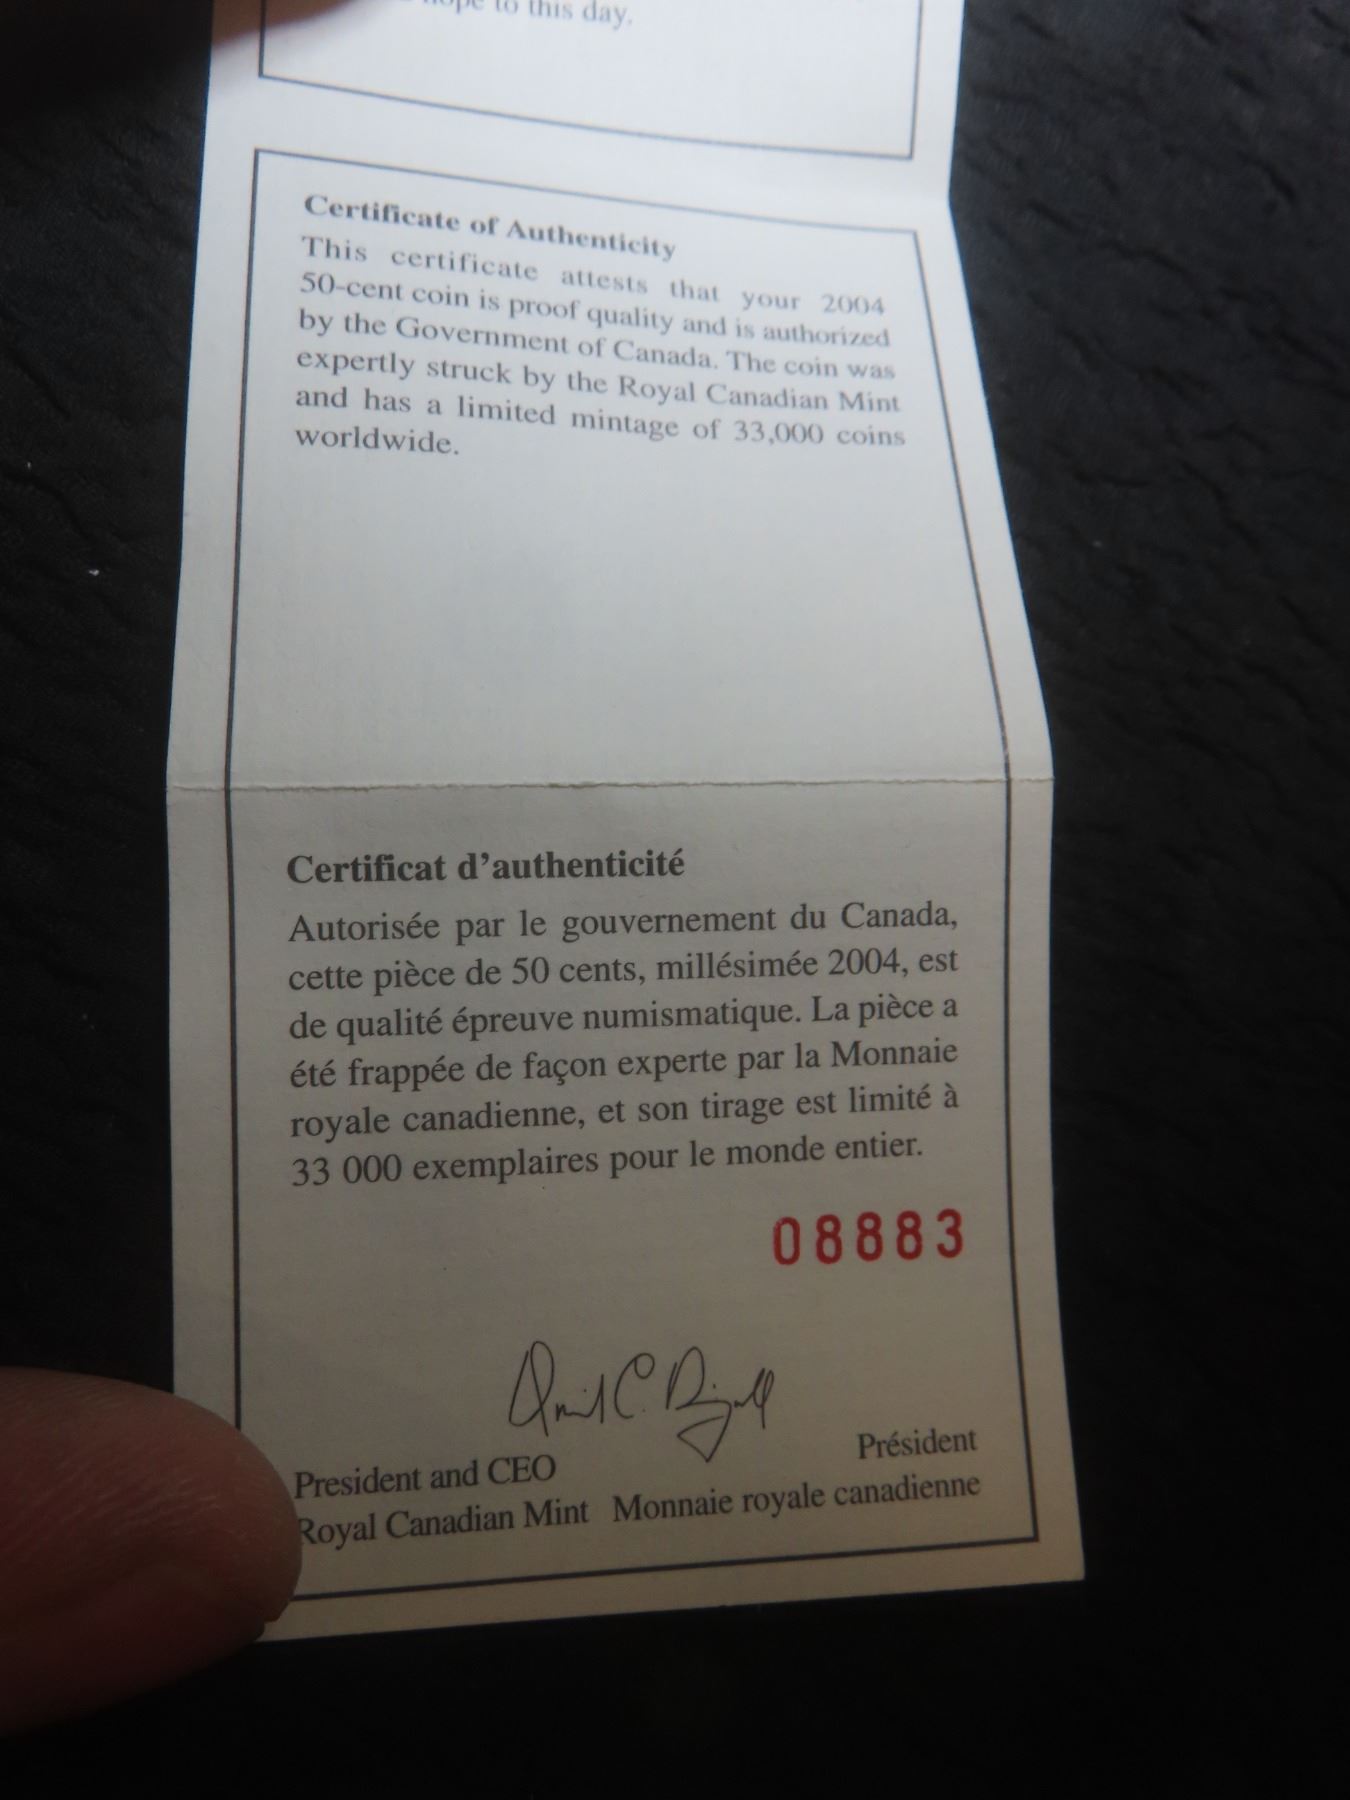 to this day.
Certificate of Authenticity
This certificate attests that your 2004
50-cent coin is proof quality and is authorized
by the Government of Canada. The coin was
expertly struck by the Royal Canadian Mint
and has a limited mintage of 33,000 coins
worldwide.
Certificat d'authenticité
Autorisée par le gouvernement du Canada,
cette pièce de 50 cents, millésimée 2004, est
de qualité épreuve numismatique. La pièce a
été frappée de façon experte par la Monnaie
royale canadienne, et son tirage est limité à
33 000 exemplaires pour le monde entier.
08883
President and CEO Président
Royal Canadian Mint Monnaie royale canadienne